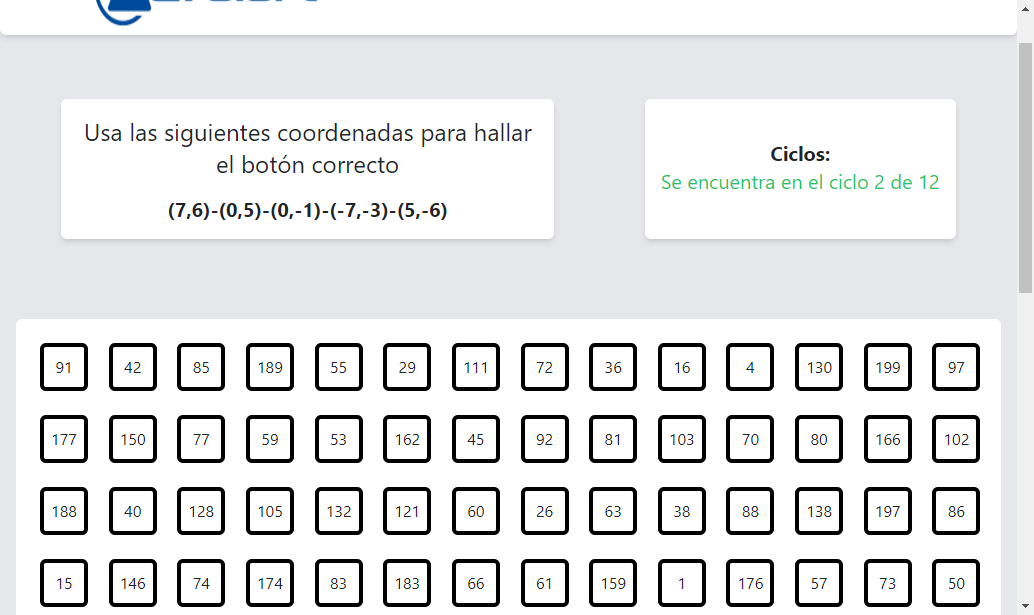 Usa las siguientes coordenadas para hallar
el botón correcto
(7,6)-(0,5)-(0,-1)-(-7,-3)-(5,-6)
Ciclos:
Se encuentra en el ciclo 2 de 12
91 42 85 189 55 29 111 72 36 16 4 130 199 97
177 150 77 59 53 162 45 92 81 103 70 80 166 102
188 40 128 105 132 121 60 26 63 38 88 138 197 86
15 146 74 174 83 183 66 61 159 1 176 57 73 50